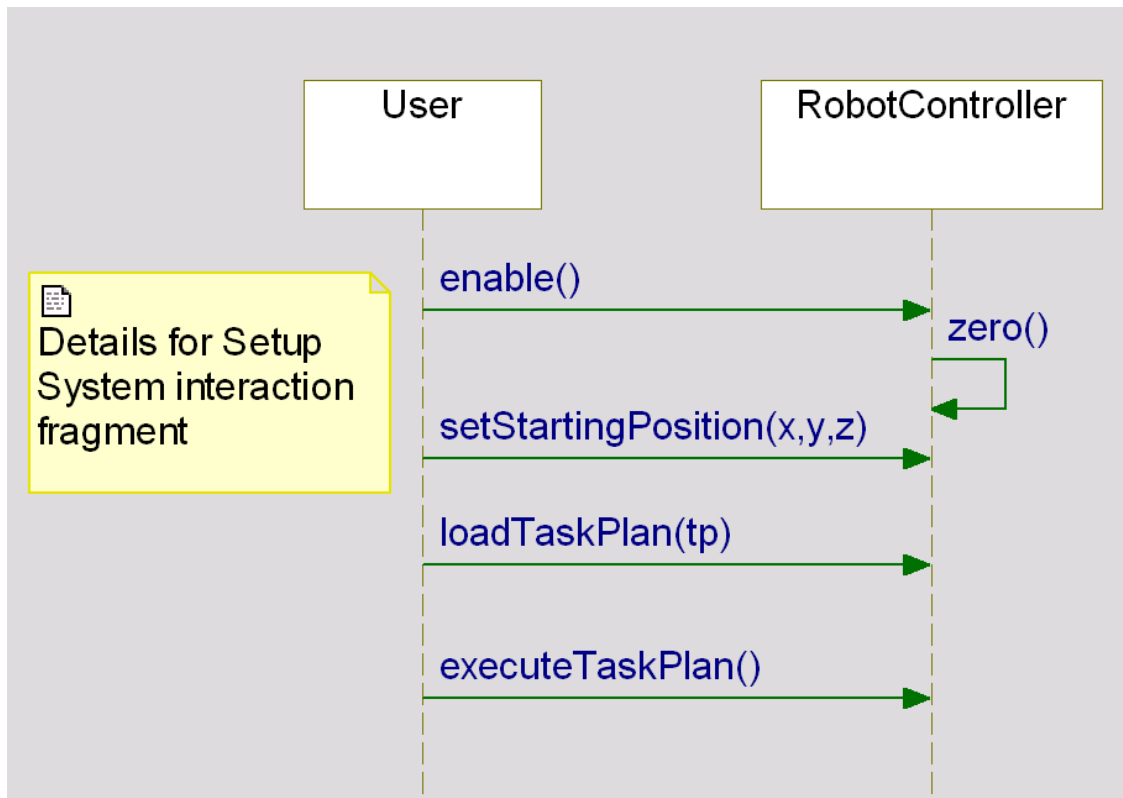 User
RobotController
enable()
zero()
Details for Setup
System interaction
fragment
setStartingPosition(x,y,z)
loadTaskPlan(tp)
executeTaskPlan()